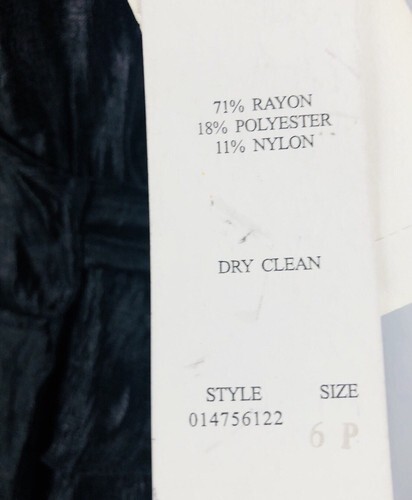 71% RAYON
18% POLYESTER
11% NYLON
DRY CLEAN
STYLE SIZE
014756122
6 P